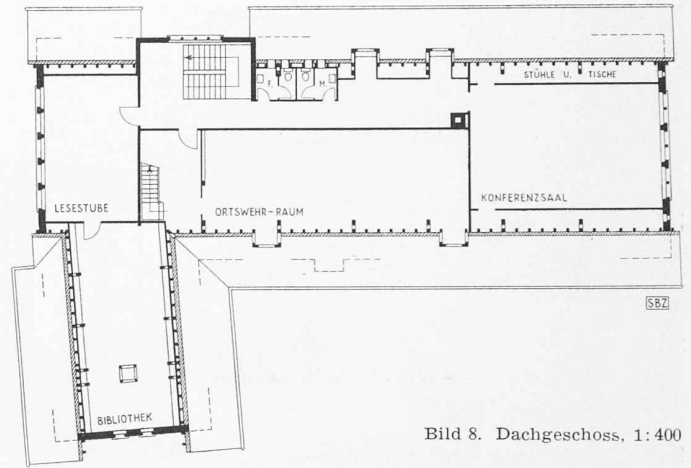 STÜHLE U. TISCHE
F.
M.
LESESTUBE
ORTSWEHR-RAUM
KONFERENZSAAL
SBZ
BIBLIOTHEK
Bild 8. Dachgeschoss, 1:400